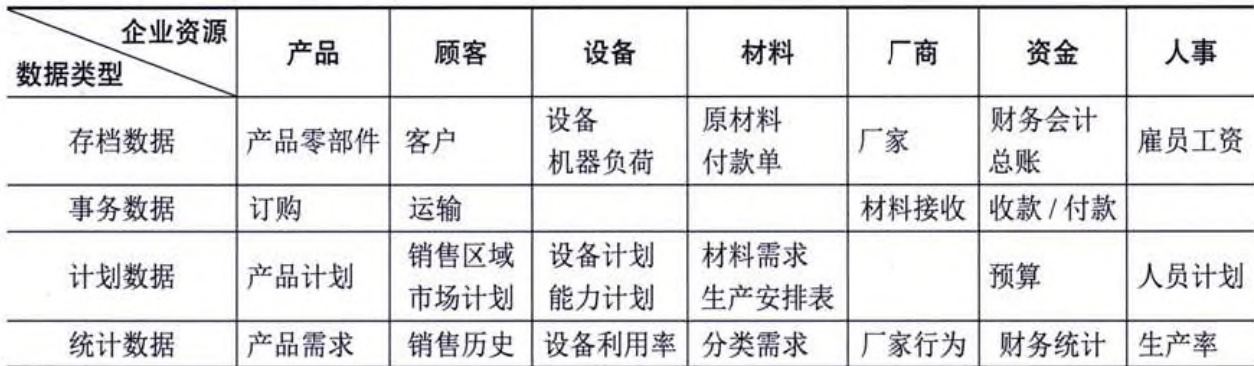 企业资源
数据类型
产品 顾客 设备 材料 厂商 资金 人事
存档数据 产品零部件 客户 设备 机器负荷 原材料 付款单 厂家 财务会计 总账 雇员工资
事务数据 订购 运输 材料接收 收款 / 付款
计划数据 产品计划 销售区域 市场计划 设备计划 能力计划 材料需求 生产安排表 预算 人员计划
统计数据 产品需求 销售历史 设备利用率 分类需求 厂家行为 财务统计 生产率